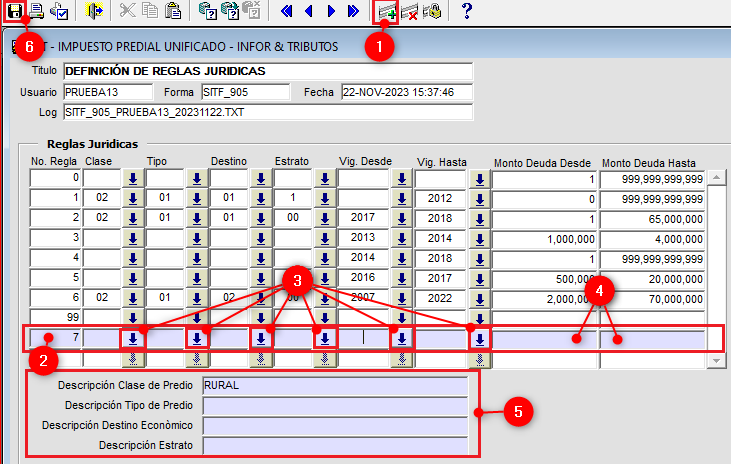 6
1
T - IMPUESTO PREDIAL UNIFICADO - INFOR & TRIBUTOS
Titulo DEFINICIÓN DE REGLAS JURIDICAS
Usuario PRUEBA13 Forma SITF_905 Fecha 22-NOV-2023 15:37:46
Log SITF_905_PRUEBA13_20231122.TXT
Reglas Juridicas
No. Regla Clase Tipo Destino Estrato Vig. Desde Vig. Hasta Monto Deuda Desde Monto Deuda Hasta
0 1 999,999,999,999
1 02 01 01 1 2012 0 999,999,999,999
2 02 01 01 00 2017 2018 1 65,000,000
3 2013 2014 1,000,000 4,000,000
4 2014 2018 1 999,999,999,999
5 2016 2017 500,000 20,000,000
3
4
6 02 01 02 00 2007 2022 2,000,000 70,000,000
99
7
2
Descripción Clase de Predio RURAL
Descripción Tipo de Predio
Descripción Destino Econòmico
Descripción Estrato
5